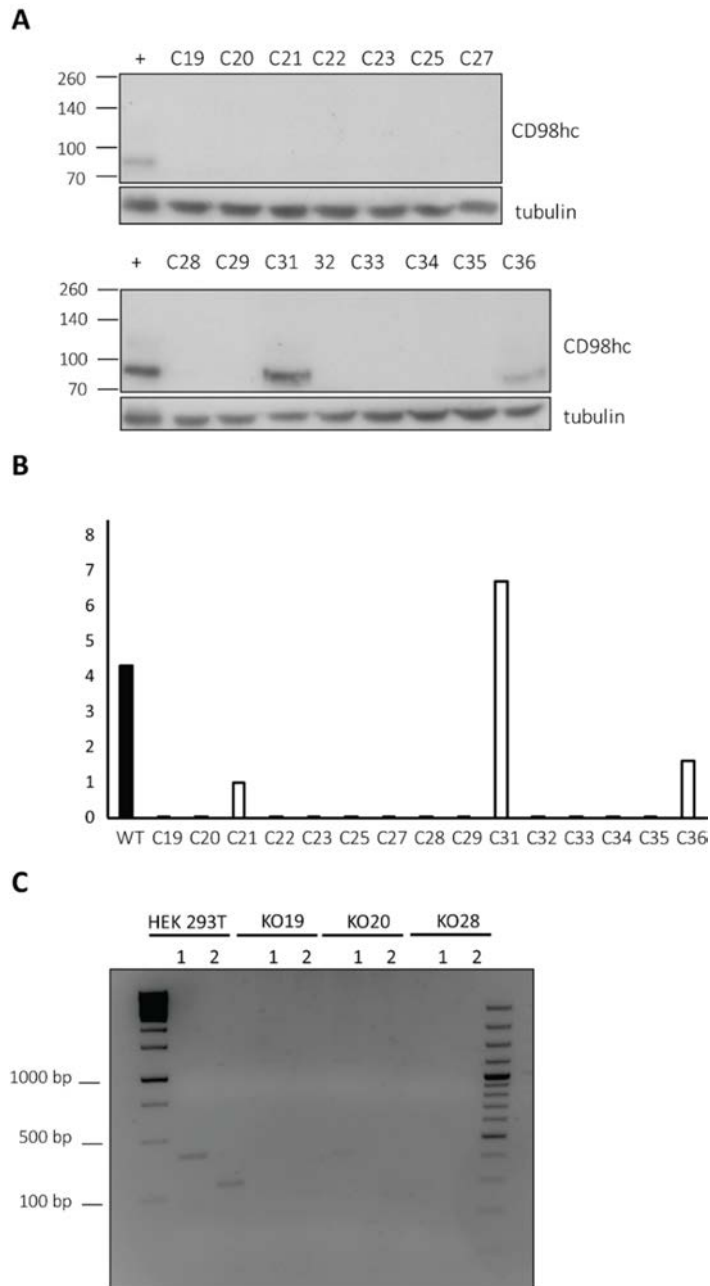 A
+ C19 C20 C21 C22 C23 C25 C27
260
140
100
70
CD98hc
tubulin
+ C28 C29 C31 32 C33 C34 C35 C36
260
140
100
70
CD98hc
tubulin
B
8
7
6
5
4
3
2
1
0
WT C19 C20 C21 C22 C23 C25 C27 C28 C29 C31 C32 C33 C34 C35 C36
C
HEK 293T KO19 KO20 KO28
1 2 1 2 1 2 1 2
1000 bp
500 bp
100 bp